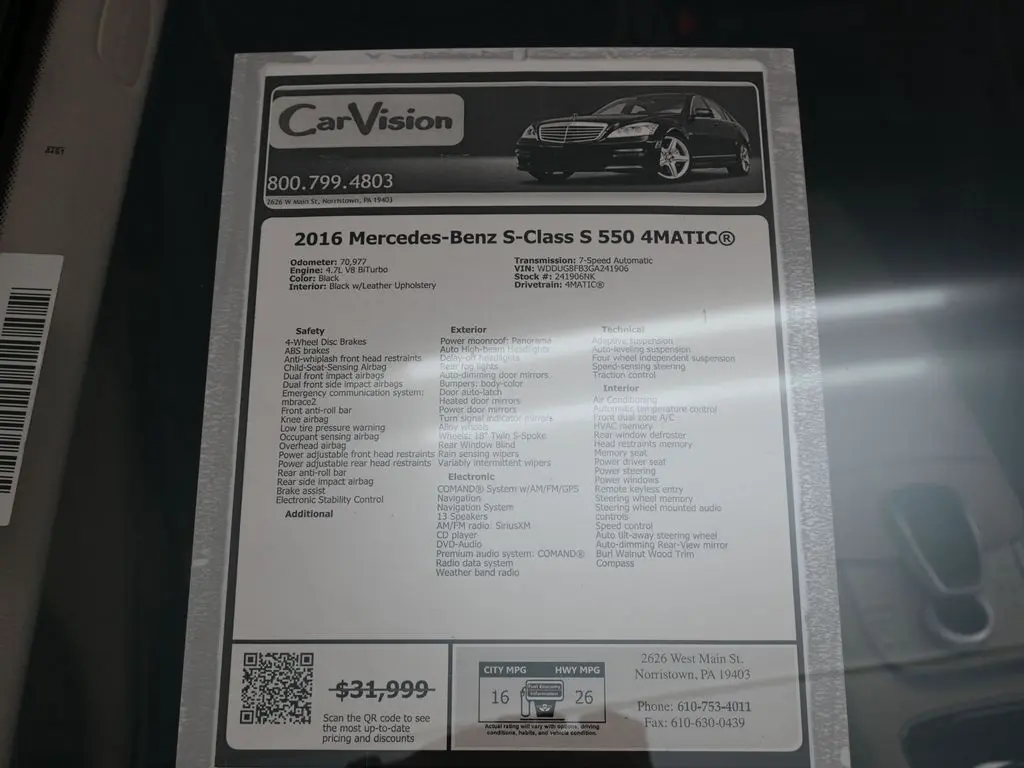 CarVision
800.799.4803
2626 W Main St, Norristown, PA 19403
2016 Mercedes-Benz S-Class S 550 4MATIC®
Odometer: 70,977
Engine: 4.7L V8 BiTurbo
Color: Black
Interior: Black w/Leather Upholstery
Transmission: 7-Speed Automatic
VIN: WDDUG8FB3GA241906
Stock #: 241906NK
Drivetrain: 4MATIC®
Safety
4-Wheel Disc Brakes
ABS brakes
Anti-whiplash front head restraints
Child-Seat-Sensing Airbag
Dual front impact airbags
Dual front side impact airbags
Emergency communication system:
mbrace2
Front anti-roll bar
Knee airbag
Low tire pressure warning
Occupant sensing airbag
Overhead airbag
Power adjustable front head restraints
Power adjustable rear head restraints
Rear anti-roll bar
Rear side impact airbag
Brake assist
Electronic Stability Control
Additional
Exterior
Power moonroof: Panorama
Auto High-beam Headlights
Delay-off headlights
Rear fog lights
Auto-dimming door mirrors
Bumpers: body-color
Door auto-latch
Heated door mirrors
Power door mirrors
Turn signal indicator mirrors
Alloy wheels
Wheels: 18" Twin 5-Spoke
Rear Window Blind
Rain sensing wipers
Variably intermittent wipers
Electronic
COMAND® System w/AM/FM/GPS
Navigation
Navigation System
13 Speakers
AM/FM radio: SiriusXM
CD player
DVD-Audio
Premium audio system: COMAND®
Radio data system
Weather band radio
Technical
Adaptive suspension
Auto-leveling suspension
Four wheel independent suspension
Speed-sensing steering
Traction control
Interior
Air Conditioning
Automatic temperature control
Front dual zone A/C
HVAC memory
Rear window defroster
Head restraints memory
Memory seat
Power driver seat
Power steering
Power windows
Remote keyless entry
Steering wheel memory
Steering wheel mounted audio
controls
Speed control
Auto tilt-away steering wheel
Auto-dimming Rear-View mirror
Burl Walnut Wood Trim
Compass
$31,999
Scan the QR code to see
the most up-to-date
pricing and discounts
CITY MPG
HWY MPG
16
Fuel Economy
Information
26
Actual rating will vary with options, driving
conditions, habits, and vehicle condition.
2626 West Main St.
Norristown, PA 19403
Phone: 610-753-4011
Fax: 610-630-0439